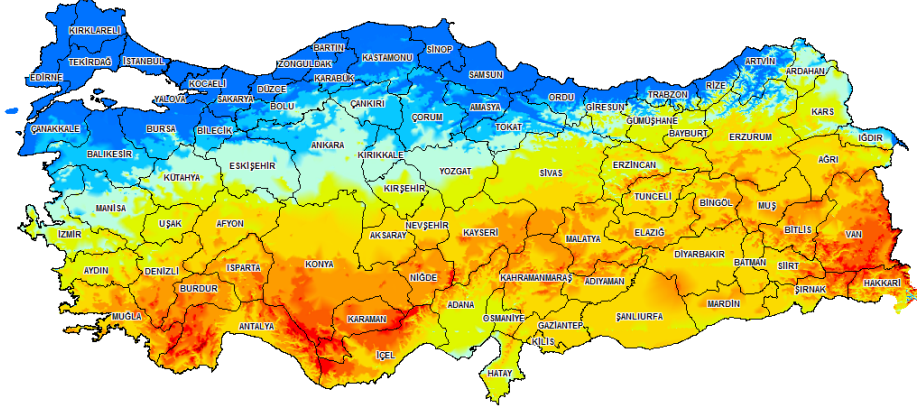 KIRKLARELİ
TEKİRDAĞ
İSTANBUL
EDİRNE
KOCAELİ
YALOVA
SAKARYA
DÜZCE
BOLU
ZONGULDAK
BARTIN
KARABÜK
KASTAMONU
SİNOP
SAMSUN
ÇANKIRI
ÇORUM
AMASYA
TOKAT
ORDU
GİRESUN
TRABZON
RİZE
ARTVİN
ARDAHAN
KARS
GÜMÜŞHANE
BAYBURT
ERZURUM
IĞDIR
AĞRI
ÇANAKKALE
BALIKESİR
BURSA
BİLECİK
ESKİŞEHİR
ANKARA
KIRIKKALE
YOZGAT
SİVAS
ERZİNCAN
TUNCELİ
BİNGÖL
MUŞ
BİTLİS
VAN
KÜTAHYA
MANİSA
UŞAK
AFYON
KIRŞEHİR
NEVŞEHİR
AKSARAY
KAYSERİ
MALATYA
ELAZIĞ
DİYARBAKIR
BATMAN
SİİRT
ŞIRNAK
HAKKARİ
İZMİR
AYDIN
DENİZLİ
ISPARTA
BURDUR
KONYA
NİĞDE
KAHRAMANMARAŞ
ADIYAMAN
MARDİN
ŞANLIURFA
MUĞLA
ANTALYA
KARAMAN
İÇEL
ADANA
OSMANİYE
GAZİANTEP
KİLİS
HATAY